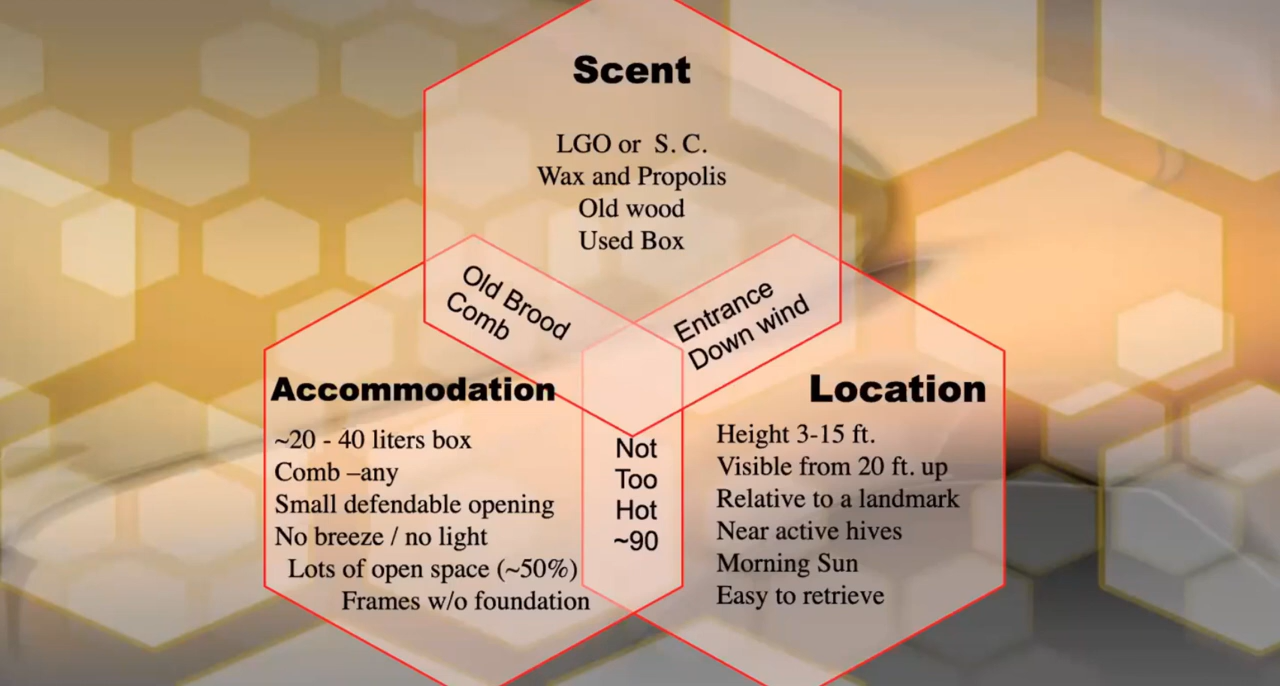 Scent
LGO or S. C.
Wax and Propolis
Old wood
Used Box
Old Brood
Comb
Entrance
Down wind
Accommodation
~20 - 40 liters box
Comb –any
Small defendable opening
No breeze / no light
Lots of open space (~50%)
Frames w/o foundation
Not
Too
Hot
~90
Location
Height 3-15 ft.
Visible from 20 ft. up
Relative to a landmark
Near active hives
Morning Sun
Easy to retrieve